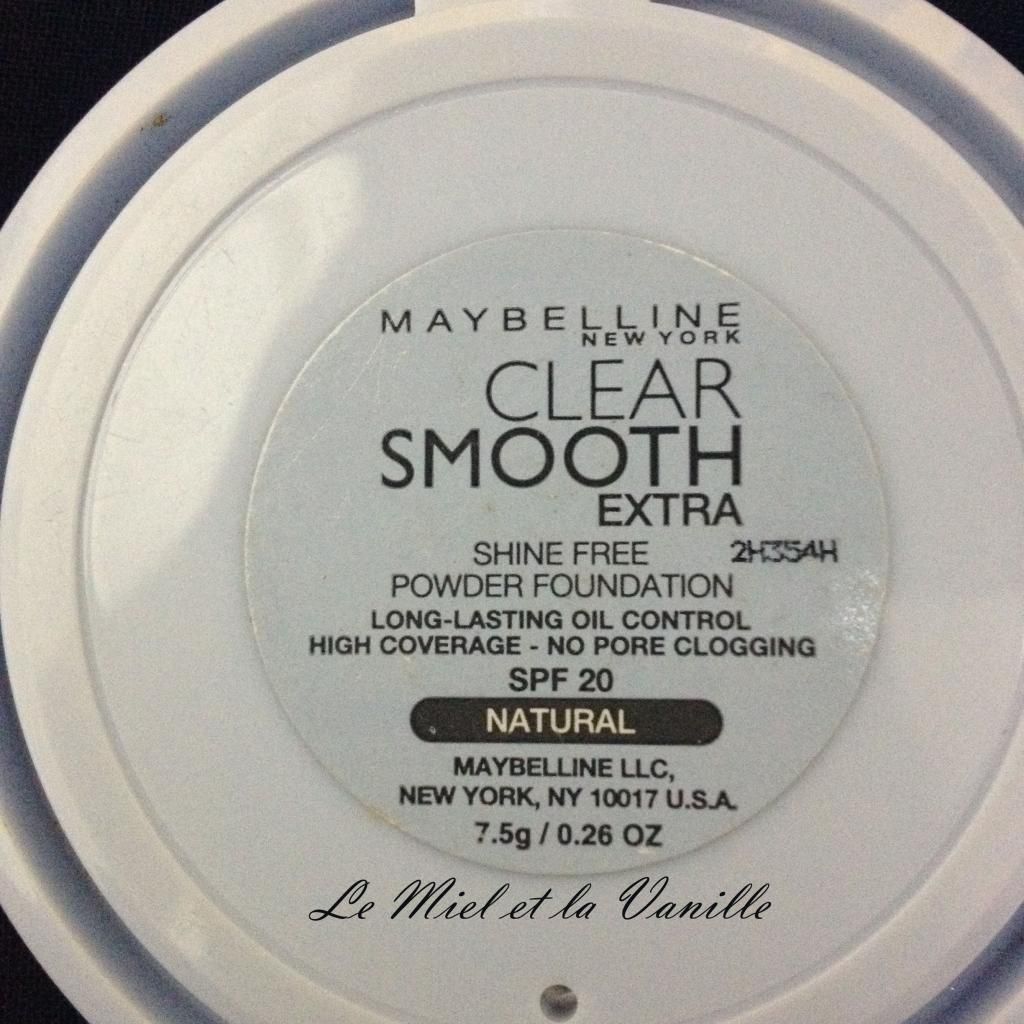 MAYBELLINE
NEW YORK
CLEAR
SMOOTH
EXTRA
SHINE FREE
2H354H
POWDER FOUNDATION
LONG-LASTING OIL CONTROL
HIGH COVERAGE - NO PORE CLOGGING
SPF 20
NATURAL
MAYBELLINE LLC,
NEW YORK, NY 10017 U.S.A.
7.5g / 0.26 OZ
Le Miel et la Vanille